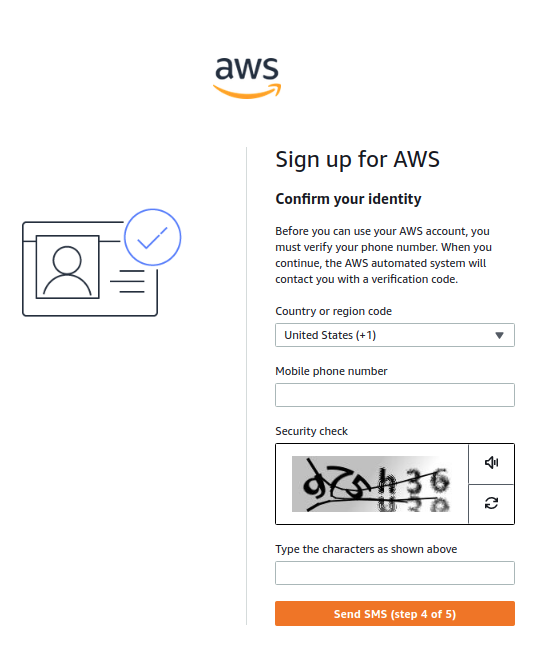 aws
Sign up for AWS
Confirm your identity
Before you can use your AWS account, you
must verify your phone number. When you
continue, the AWS automated system will
contact you with a verification code.
Country or region code
United States (+1)
Mobile phone number
Security check
Type the characters as shown above
Send SMS (step 4 of 5)